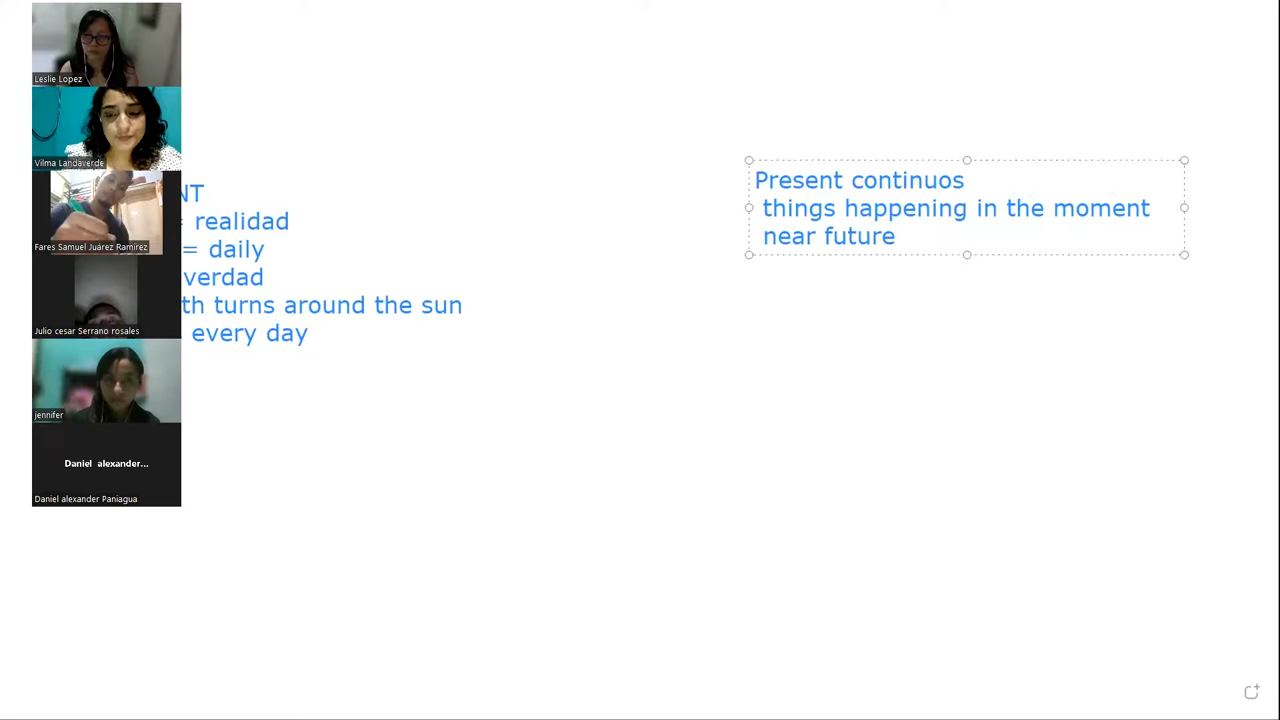 Leslie Lopez
Vilma Landaverde
Fares Samuel Juárez Ramírez
Julio cesar Serrano rosales
jennifer
Daniel alexander...
Daniel alexander Paniagua
NT
= realidad
= daily
verdad
th turns around the sun
every day
Present continuos
things happening in the moment
near future